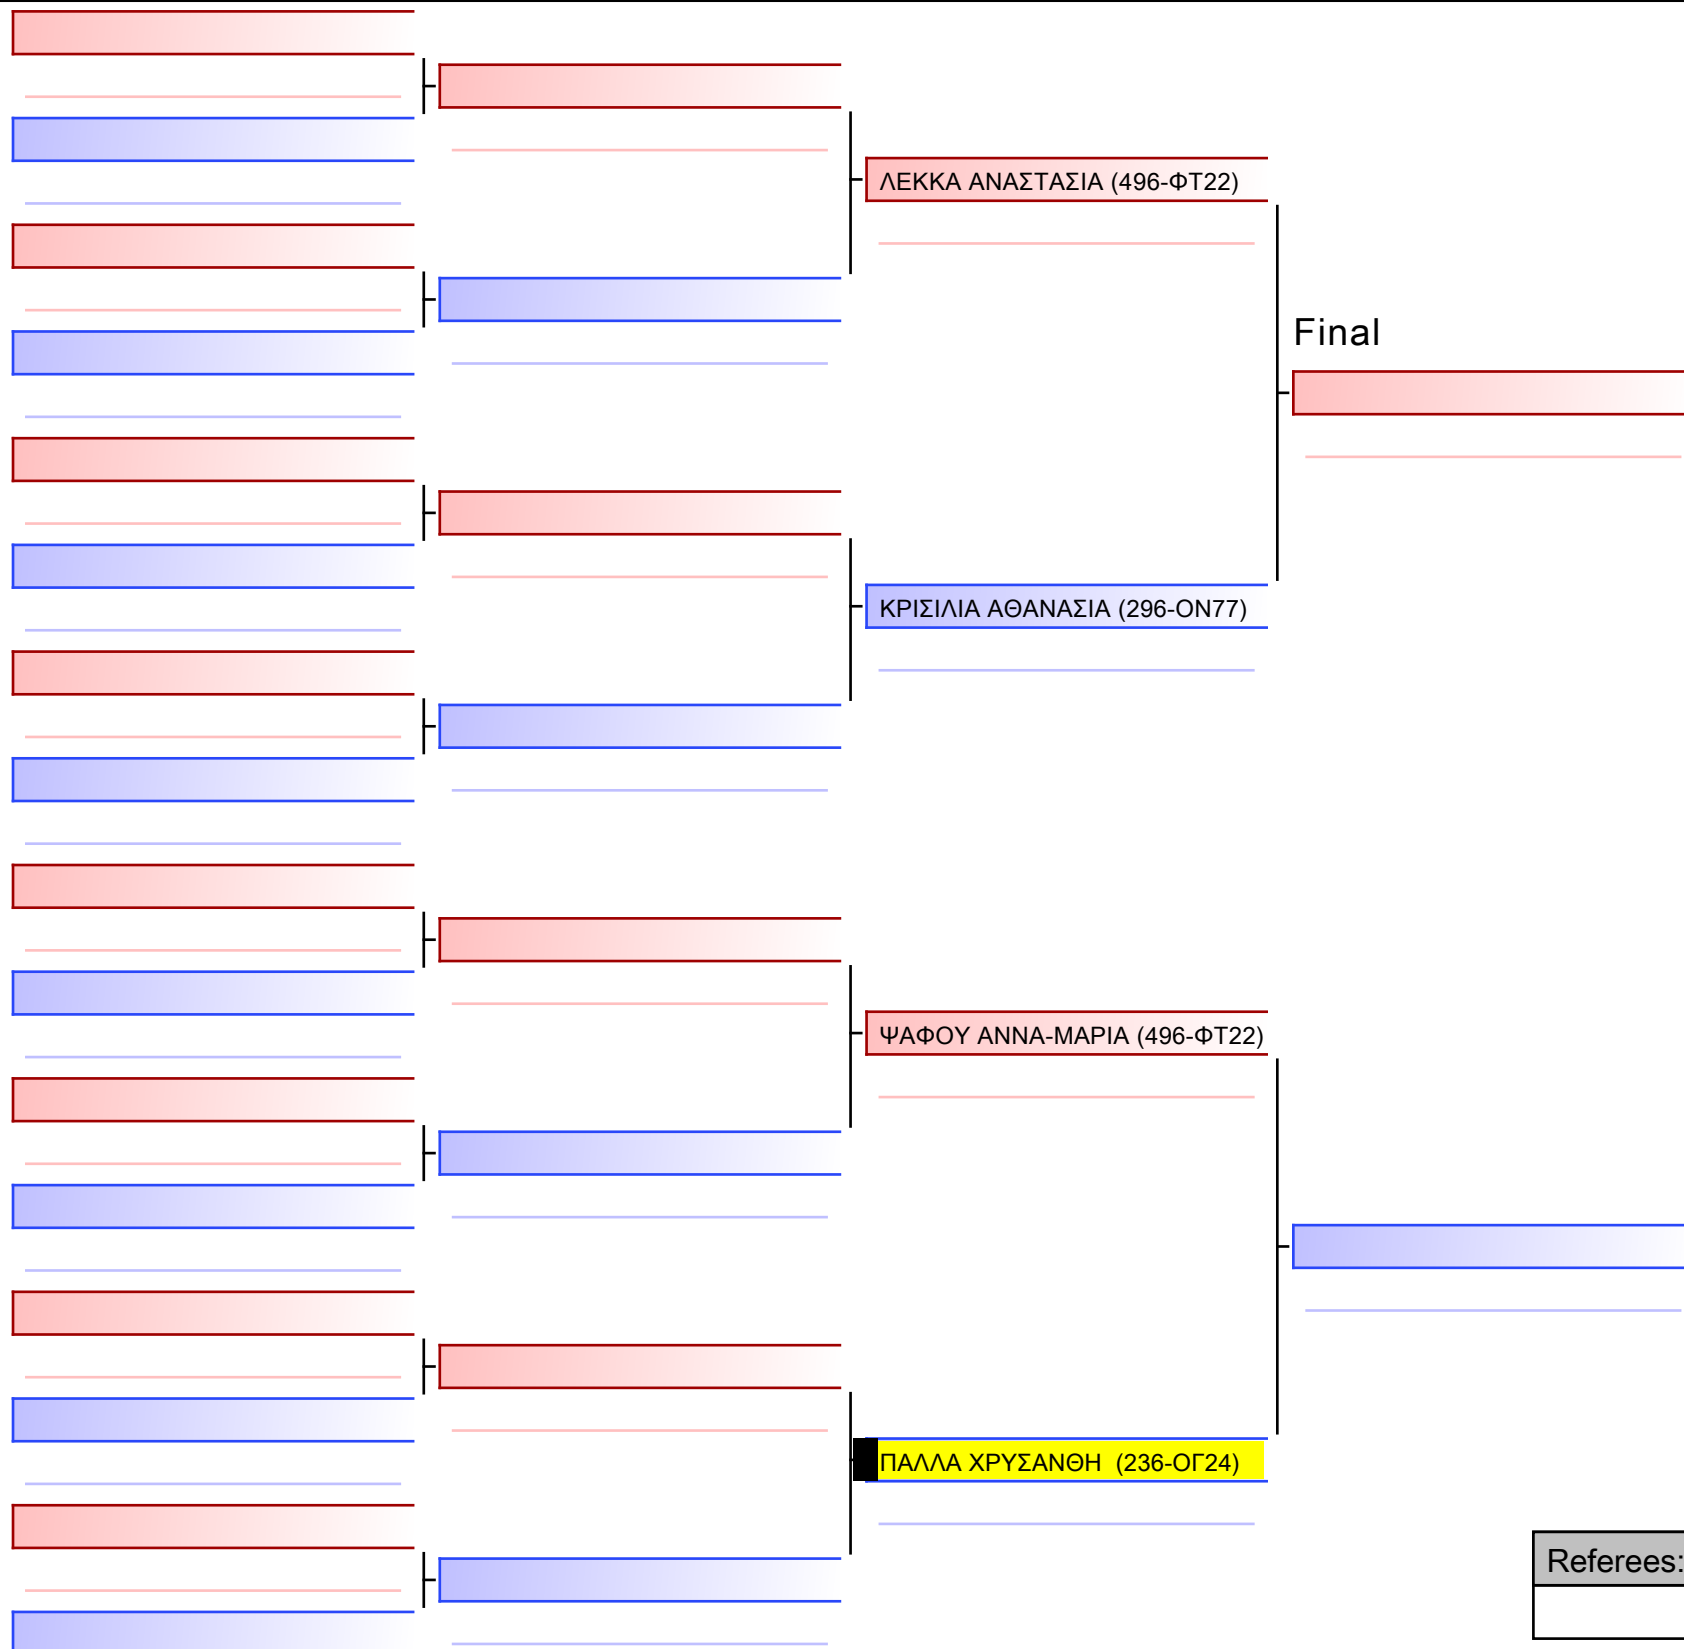 ΛΕΚΚΑ ΑΝΑΣΤΑΣΙΑ (496-ΦΤ22)
Final
ΚΡΙΣΙΛΙΑ ΑΘΑΝΑΣΙΑ (296-ΟΝ77)
ΨΑΦΟΥ ΑΝΝΑ-ΜΑΡΙΑ (496-ΦΤ22)
ΠΑΛΛΑ ΧΡΥΣΑΝΘΗ  (236-ΟΓ24)
Referees: